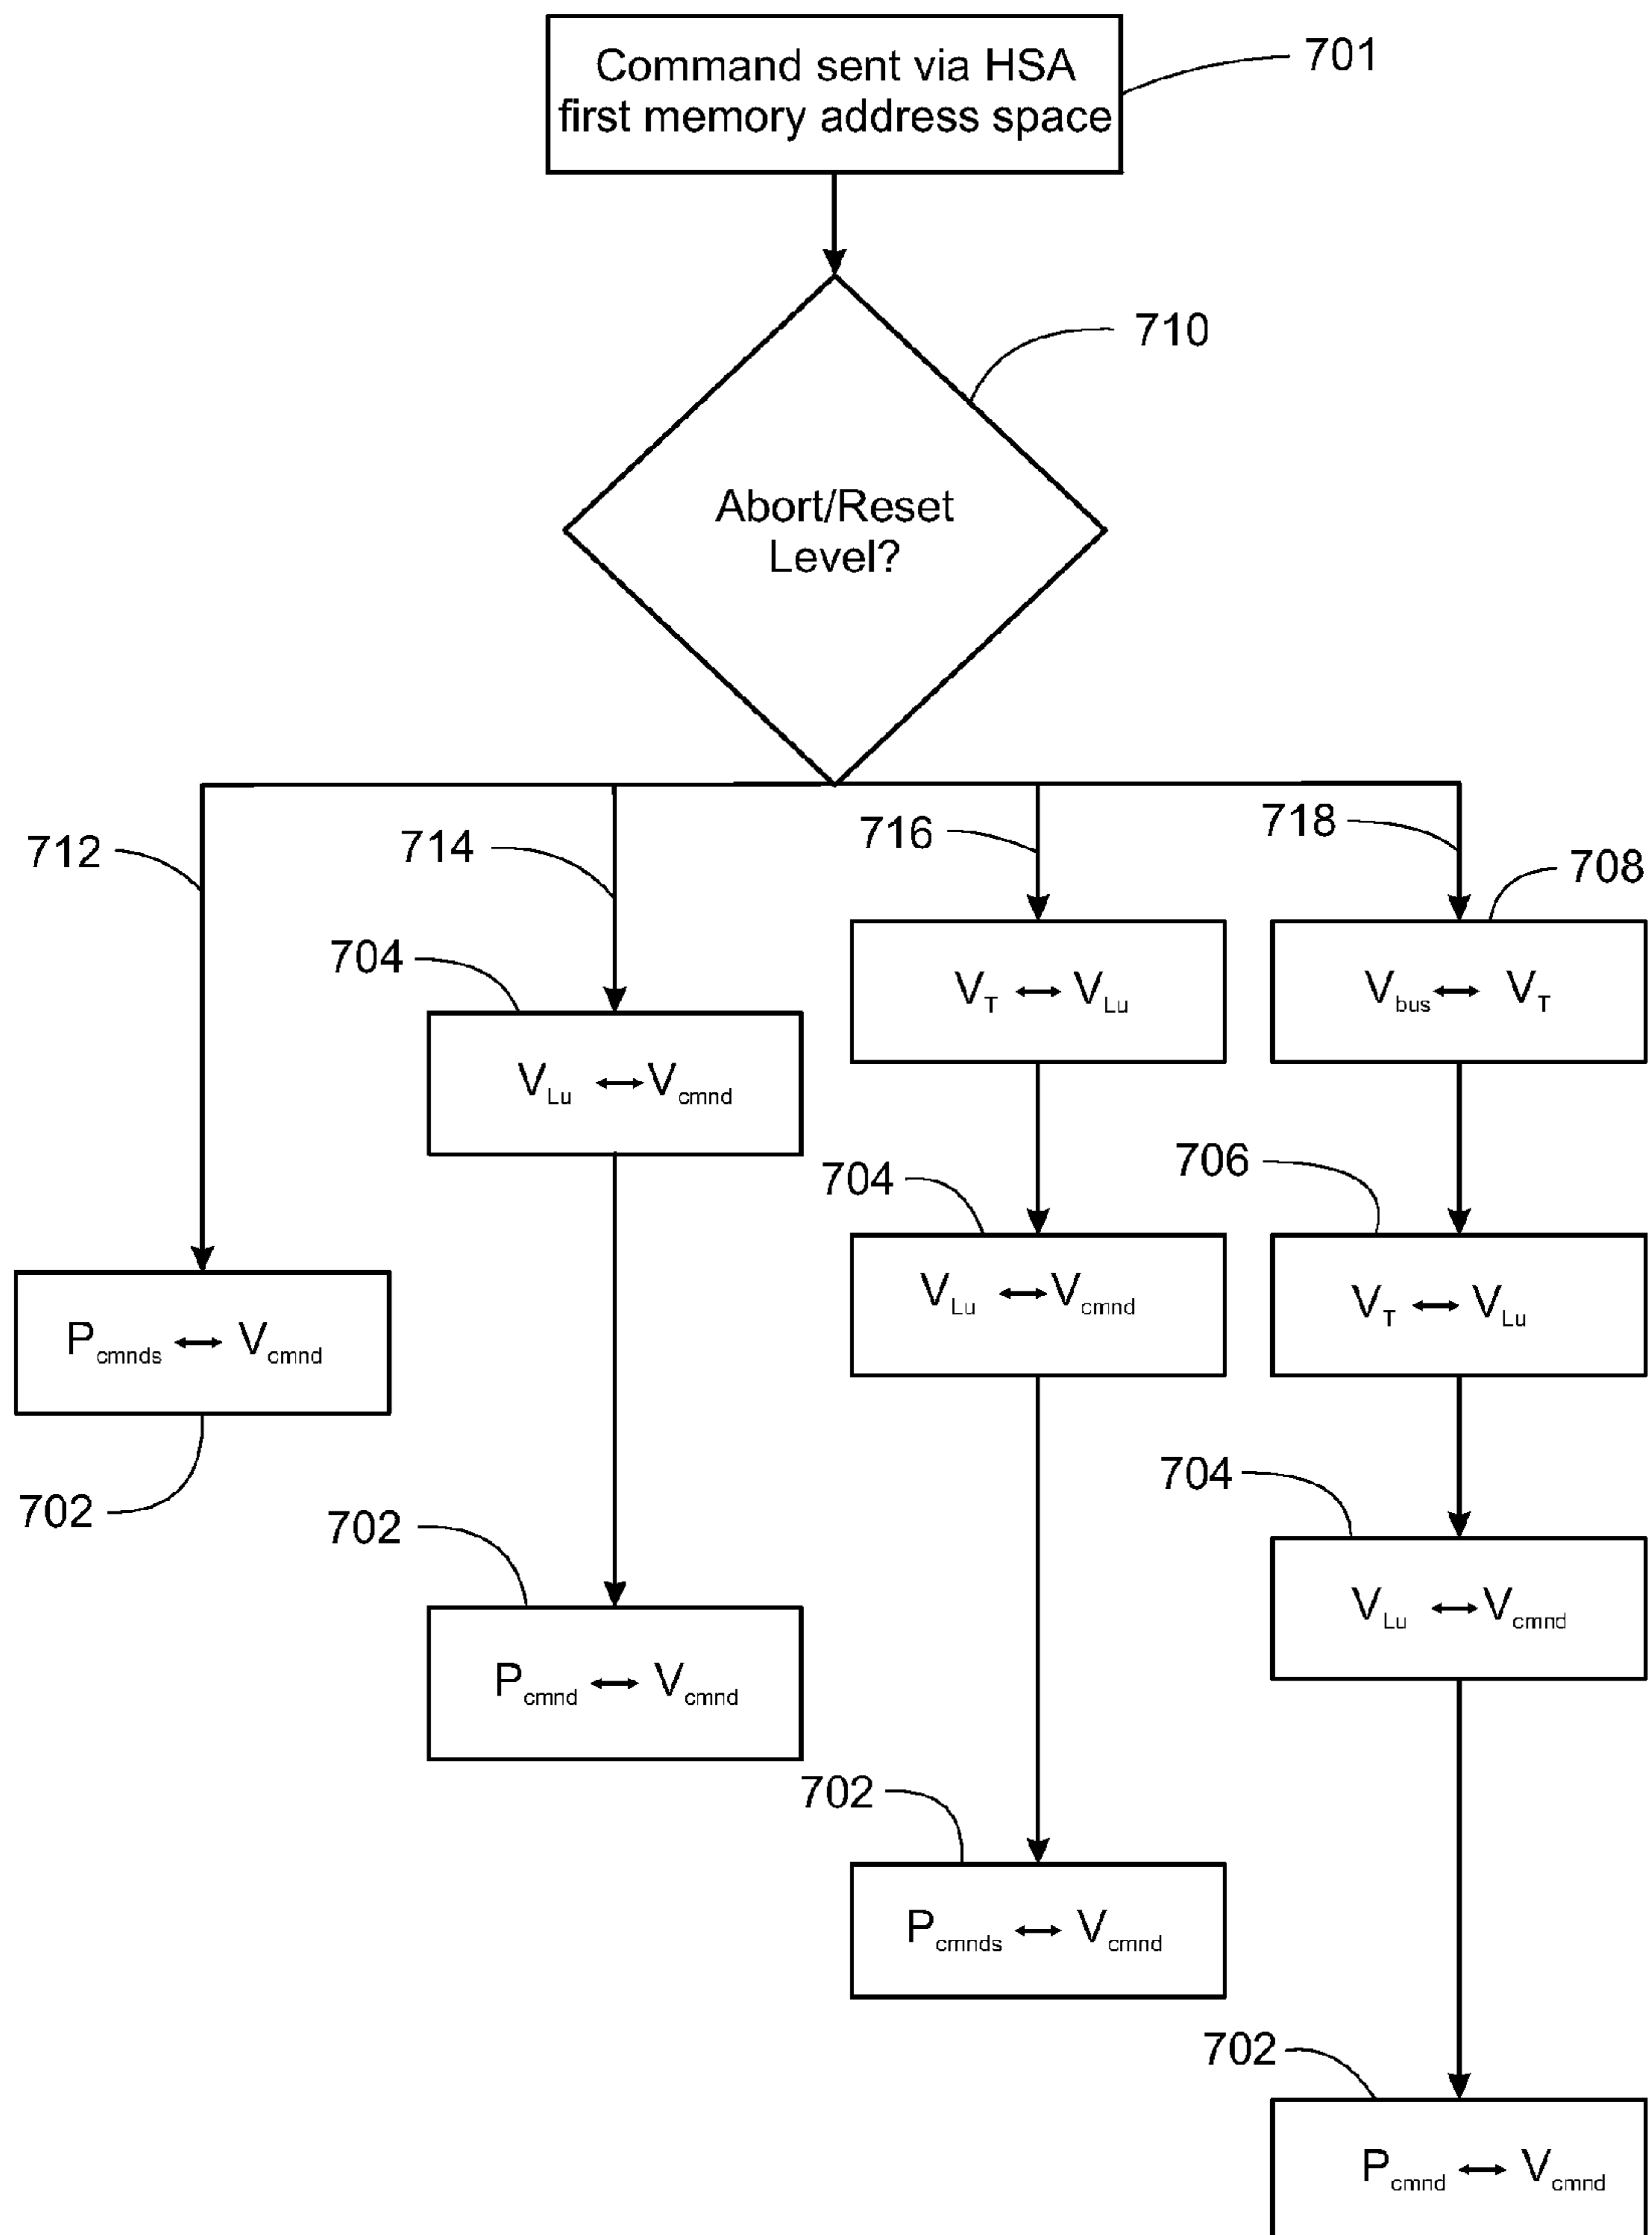 Command sent via HSA
first memory address space
701
710
Abort/Reset
Level?
712
714
716
718
708
704
V_T ↔ V_Lu
V_bus ↔ V_T
V_Lu ↔ V_cmnd
704
706
V_Lu ↔ V_cmnd
V_T ↔ V_Lu
P_cmnds ↔ V_cmnd
702
702
704
V_Lu ↔ V_cmnd
P_cmnd ↔ V_cmnd
702
P_cmnds ↔ V_cmnd
702
P_cmnd ↔ V_cmnd